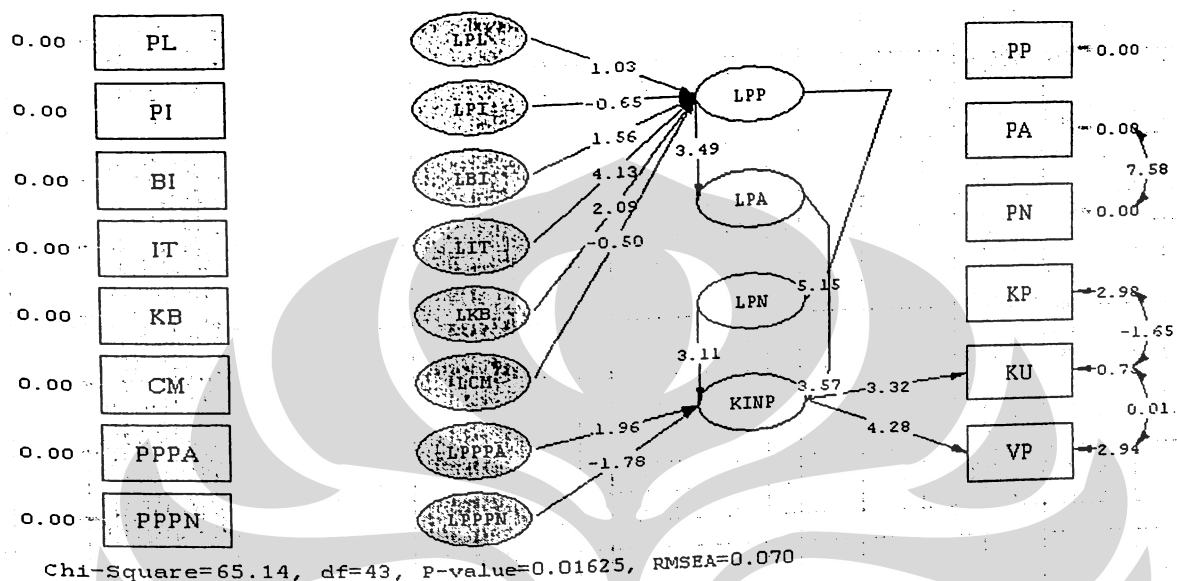 0.00 PL LPL PP 0.00
1.03
LPP
0.00 PI LPI -0.65
PA 0.08
1.56
3.49
7.58
0.00 BI LBI
4.13
LPA PN 0.00
2.09
0.00 IT LIT -0.50
LPN 5.15 KP 2.98
0.00 KB LKB
-1.65
3.11
0.00 CM LCM KU
3.57 3.32
KINP
0.01
1.96 4.28
0.00 PPPA LPPPA VP 2.94
-1.78
0.00 PPPN LPPPN
Chi-Square=65.14, df=43, P-value=0.01625, RMSEA=0.070